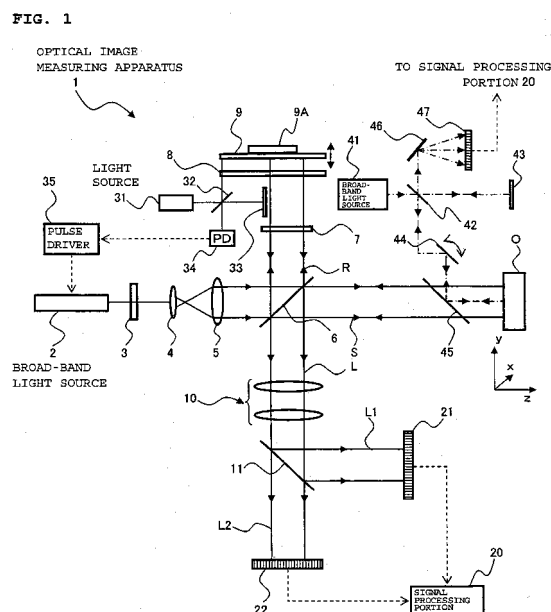 FIG. 1
OPTICAL IMAGE
MEASURING APPARATUS
1
TO SIGNAL PROCESSING
PORTION 20
9
9A
8
46
47
41
BROAD-
BAND LIGHT
SOURCE
43
42
LIGHT
SOURCE
32
31
35
PULSE
DRIVER
PD
34
33
7
44
O
R
2
3
4
5
6
S
45
BROAD-BAND
LIGHT SOURCE
L
y
x
z
10
L1
21
11
L2
22
20
SIGNAL
PROCESSING
PORTION